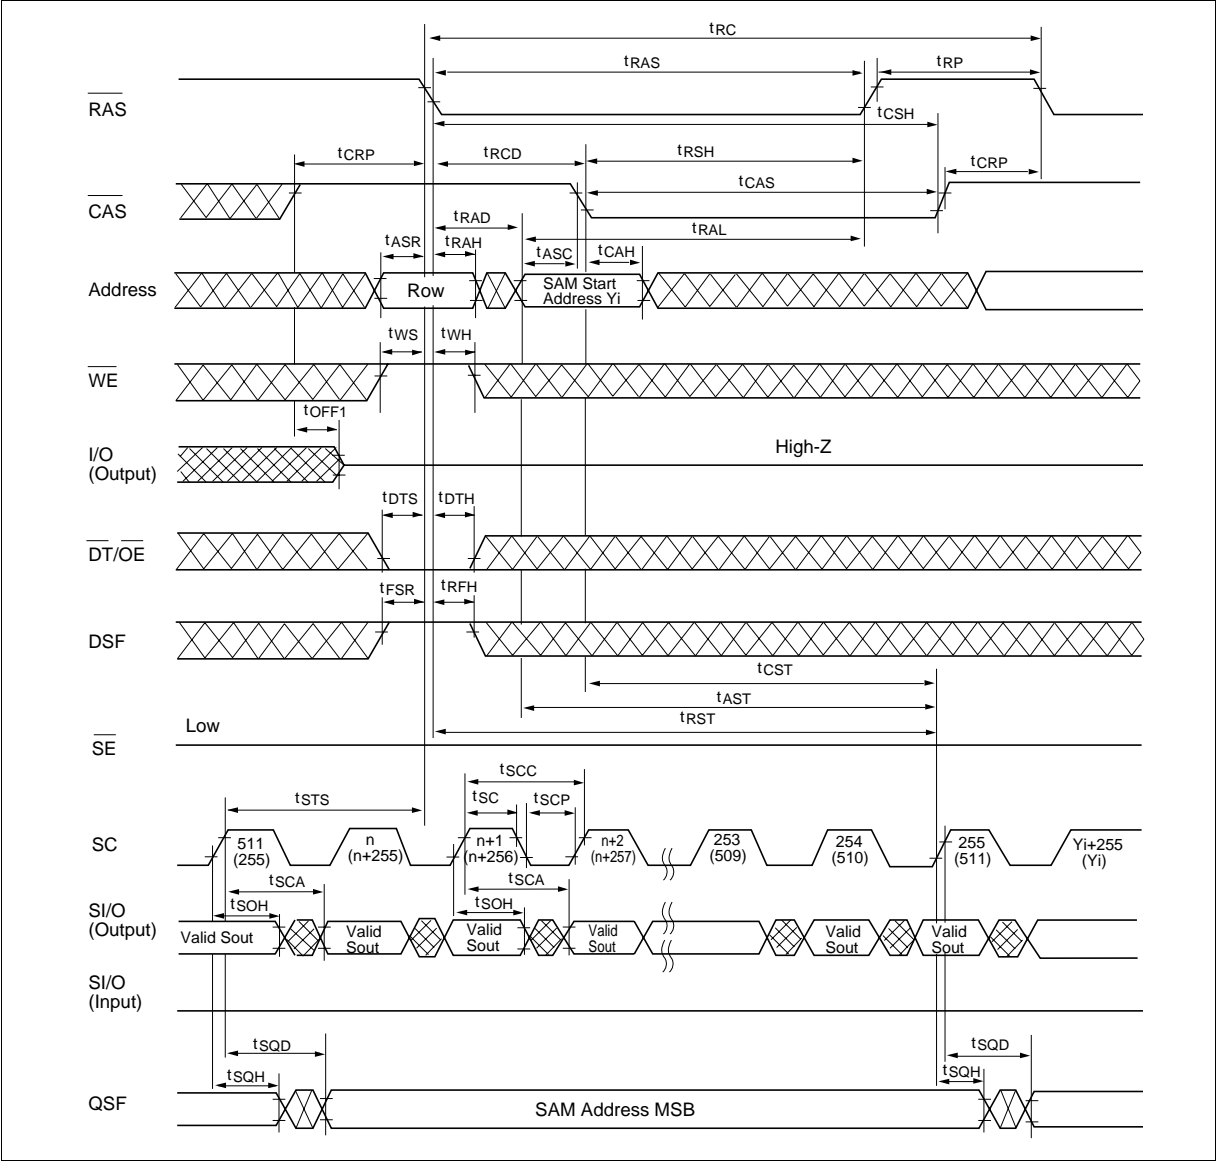 tRC
tRAS
tRP
RAS
tCSH
tCRP
tRCD
tRSH
tCRP
tCAS
CAS
tRAD
tRAL
tASR
tRAH
tASC
tCAH
Address
Row
SAM Start
Address Yi
tWS
tWH
WE
tOFF1
I/O
(Output)
High-Z
tDTS
tDTH
DT/OE
tFSR
tRFH
DSF
tCST
tAST
tRST
Low
SE
tSCC
tSTS
tSC
tSCP
SC
511
(255)
n
(n+255)
n+1
(n+256)
n+2
(n+257)
253
(509)
254
(510)
255
(511)
Yi+255
(Yi)
tSCA
tSCA
tSOH
tSOH
SI/O
(Output)
Valid Sout
Valid
Sout
Valid
Sout
Valid
Sout
Valid
Sout
Valid
Sout
SI/O
(Input)
tSQD
tSQD
tSQH
tSQH
QSF
SAM Address MSB